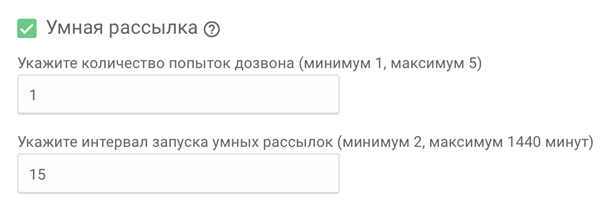 Умная рассылка ?
Укажите количество попыток дозвона (минимум 1, максимум 5)
1
Укажите интервал запуска умных рассылок (минимум 2, максимум 1440 минут)
15